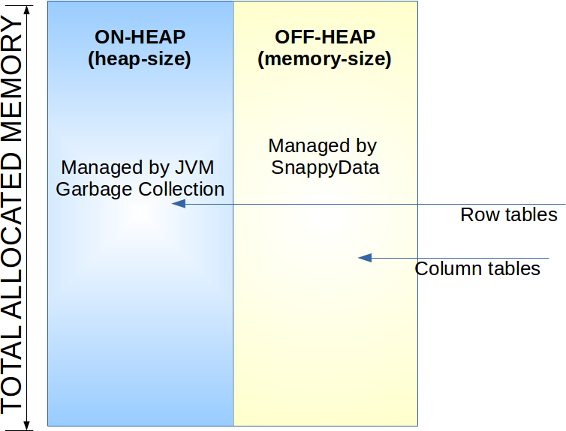 TOTAL ALLOCATED MEMORY
ON-HEAP
(heap-size)
OFF-HEAP
(memory-size)
Managed by JVM
Garbage Collection
Managed by
SnappyData
Row tables
Column tables